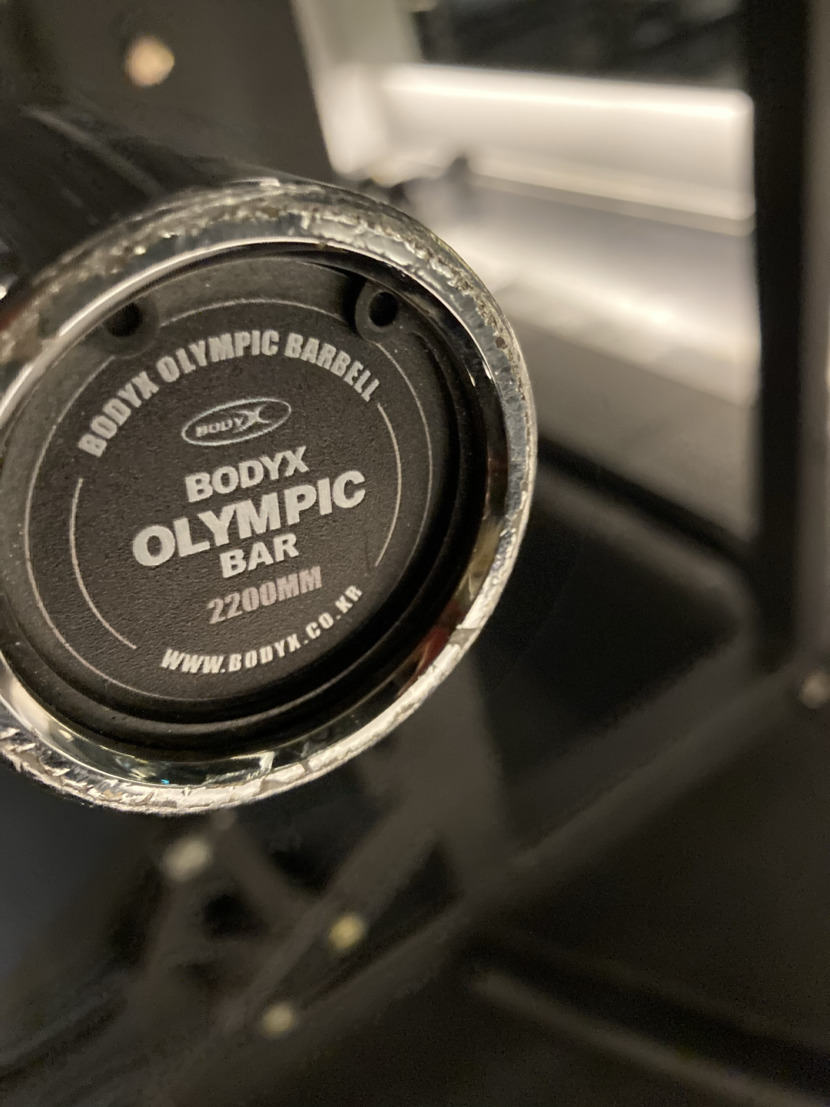 BODYX OLYMPIC BARBELL
BODYX
BODYX
OLYMPIC
BAR
2200MM
WWW.BODYX.CO.KR